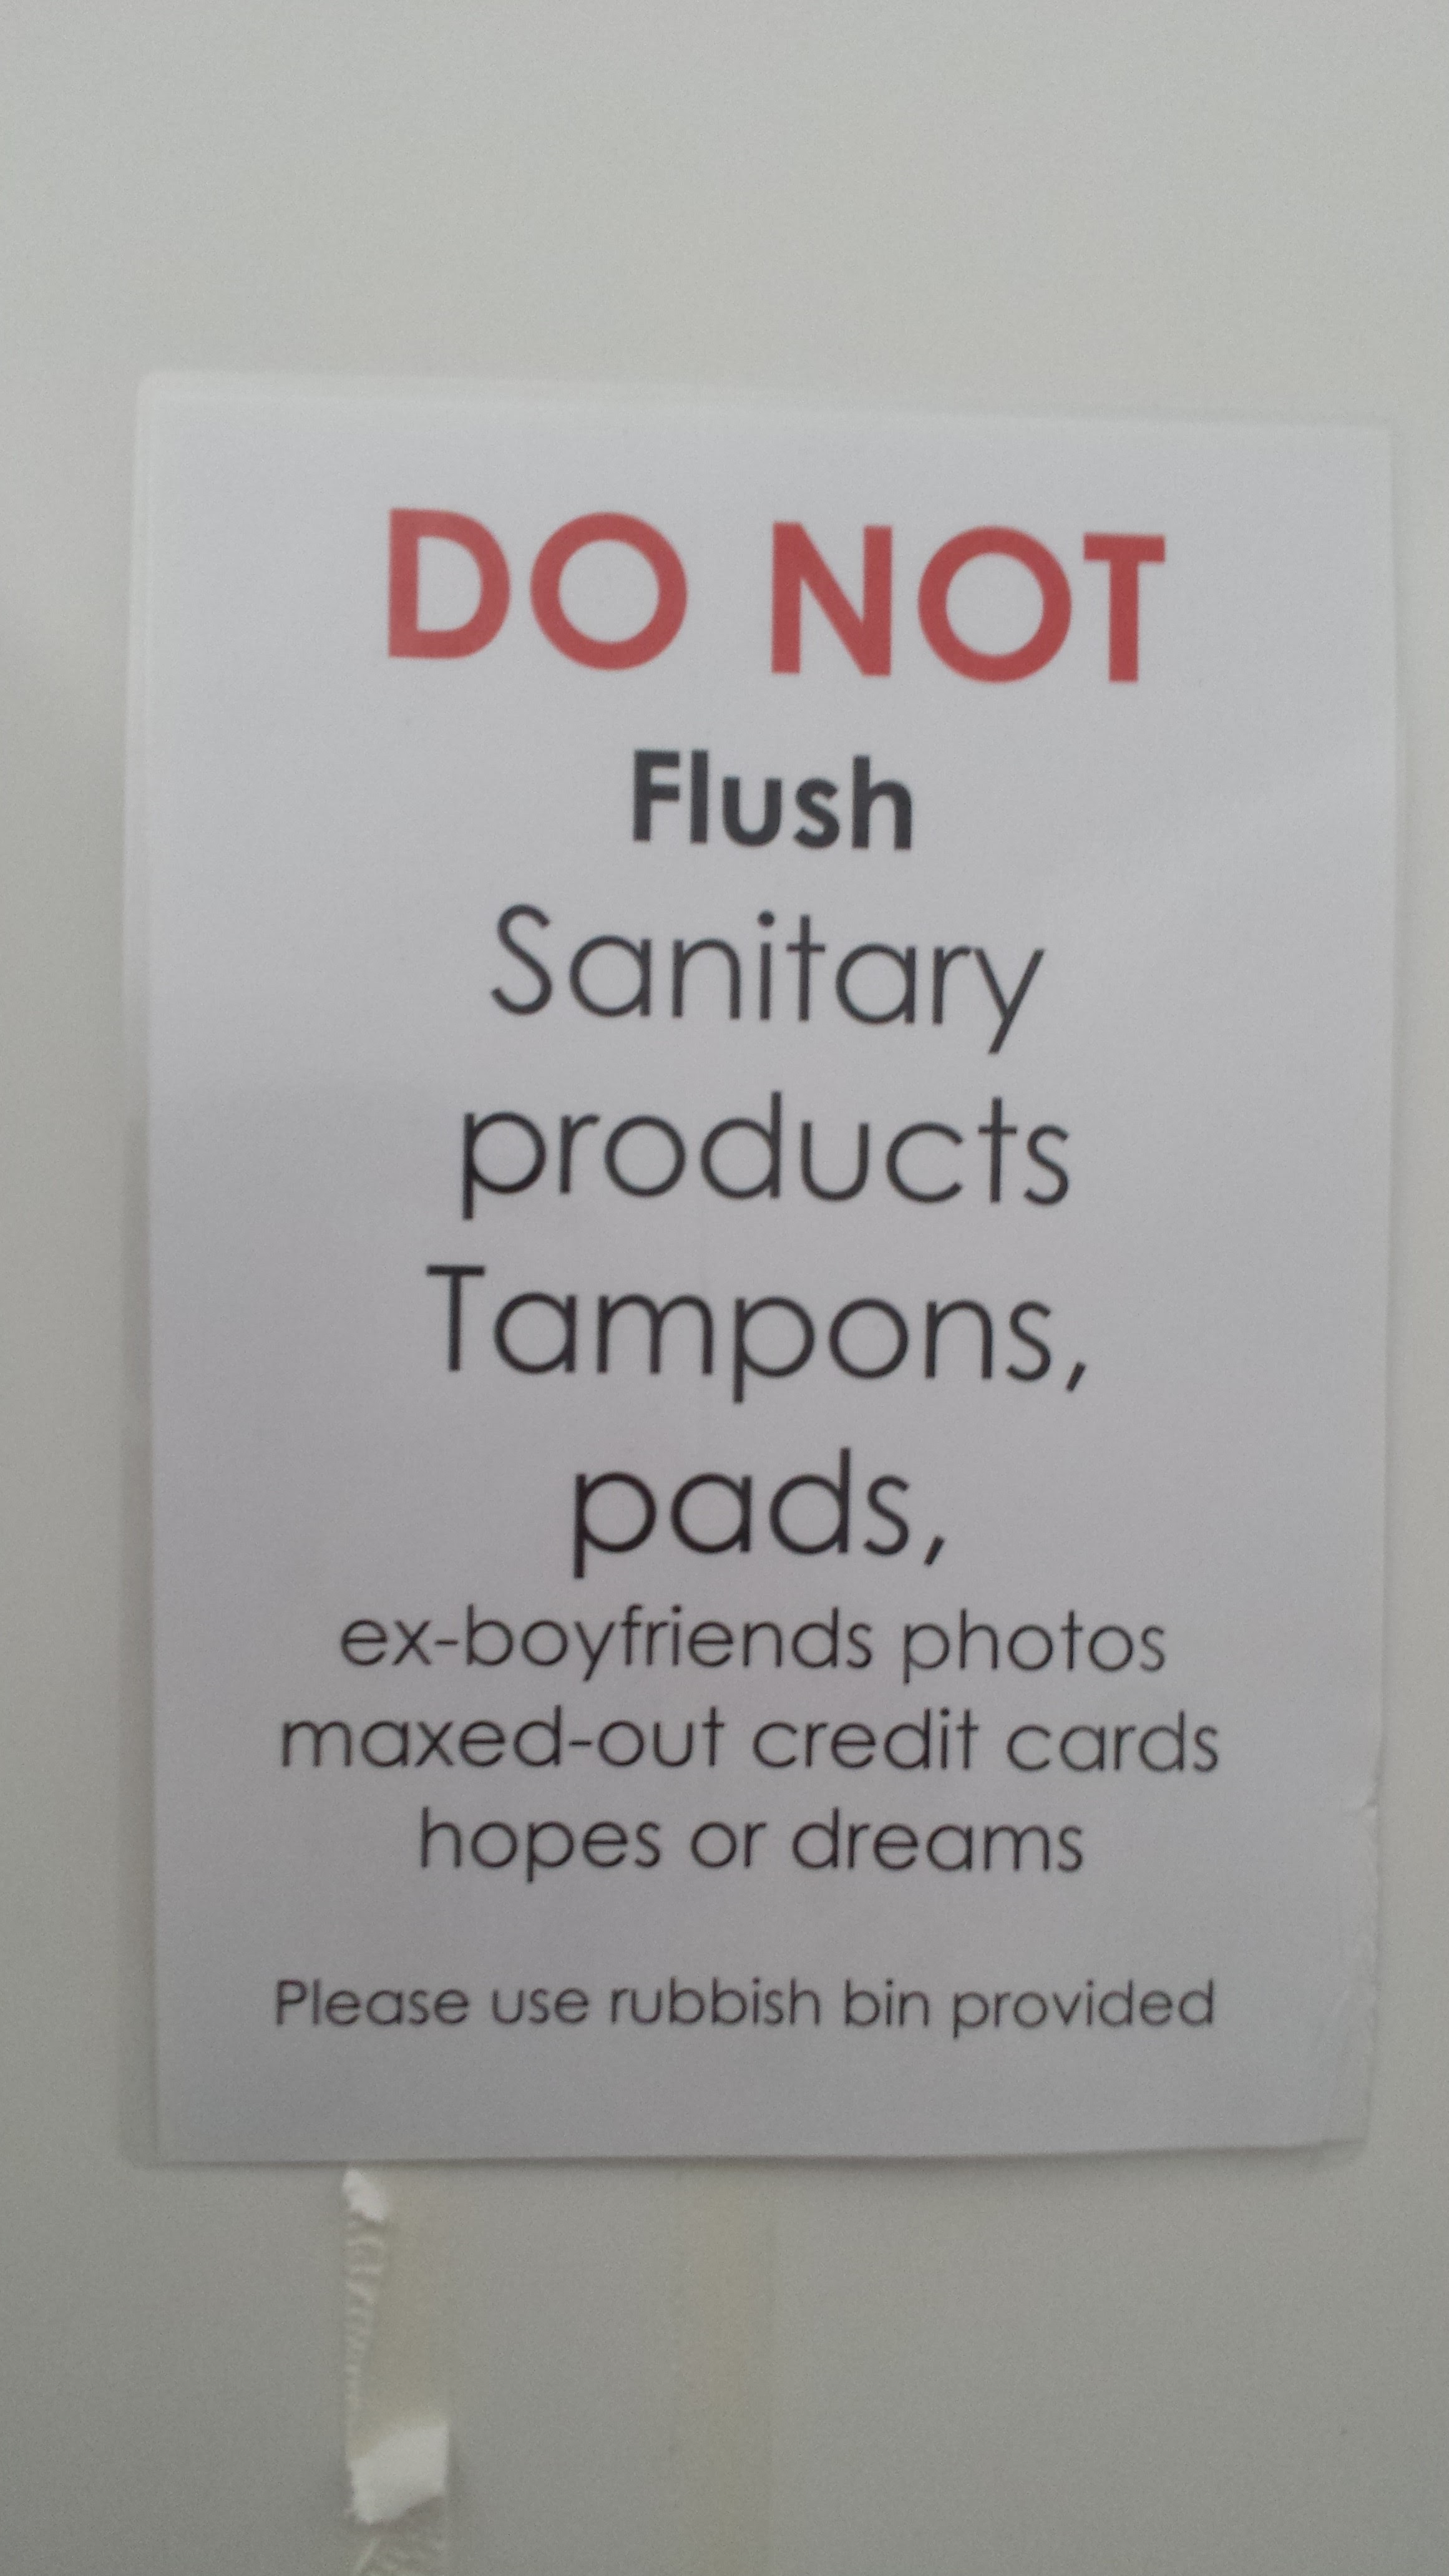 DO NOT
Flush
Sanitary
products
Tampons,
pads,
ex-boyfriends photos
maxed-out credit cards
hopes or dreams
Please use rubbish bin provided